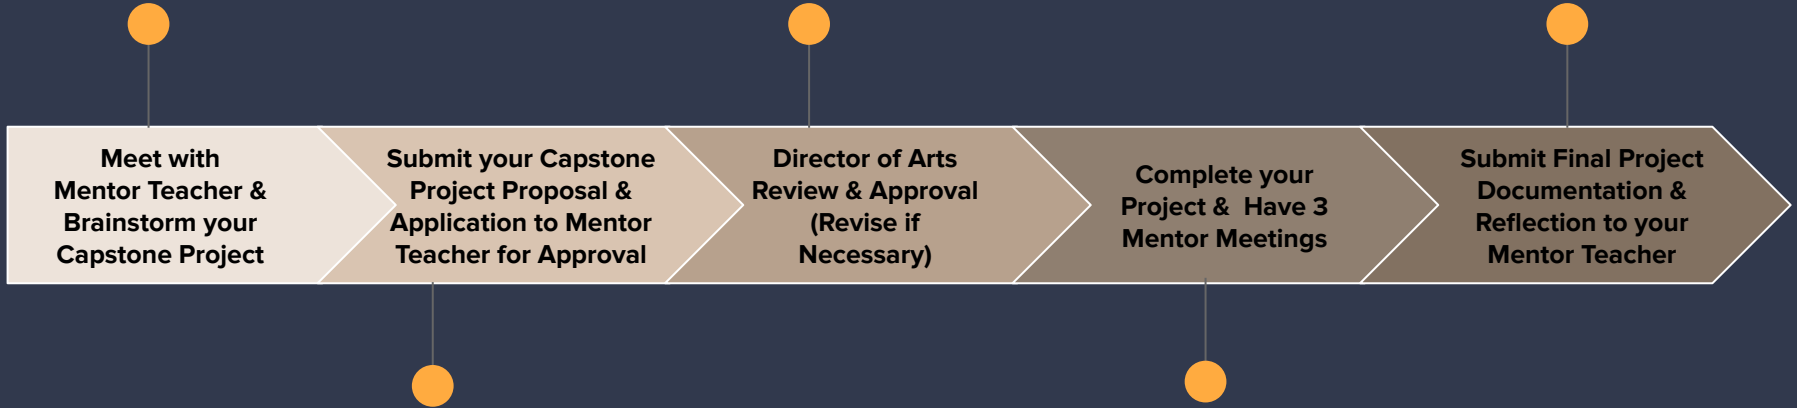 Meet with
Mentor Teacher &
Brainstorm your
Capstone Project
Submit your Capstone
Project Proposal &
Application to Mentor
Teacher for Approval
Director of Arts
Review & Approval
(Revise if
Necessary)
Complete your
Project &  Have 3
Mentor Meetings
Submit Final Project
Documentation &
Reflection to your
Mentor Teacher